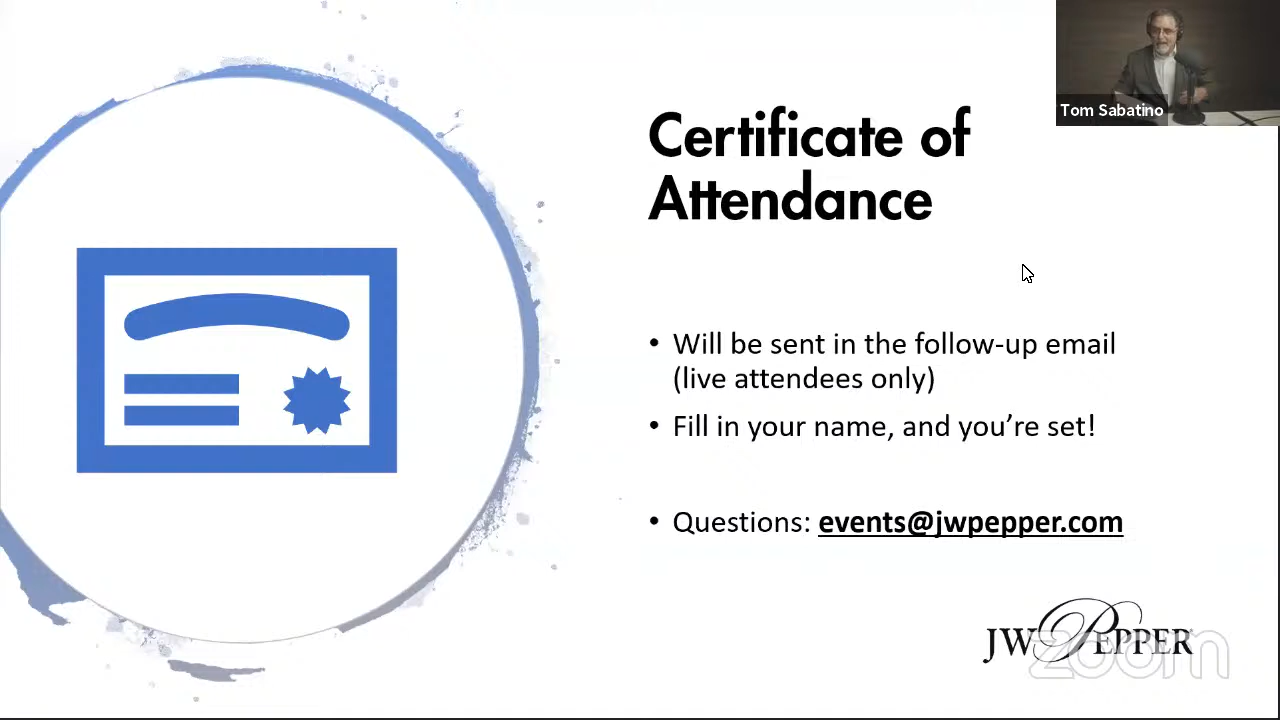 Tom Sabatino
Certificate of
Attendance
• Will be sent in the follow-up email
(live attendees only)
• Fill in your name, and you’re set!
• Questions: events@jwpepper.com
JW PEPPER
zoom